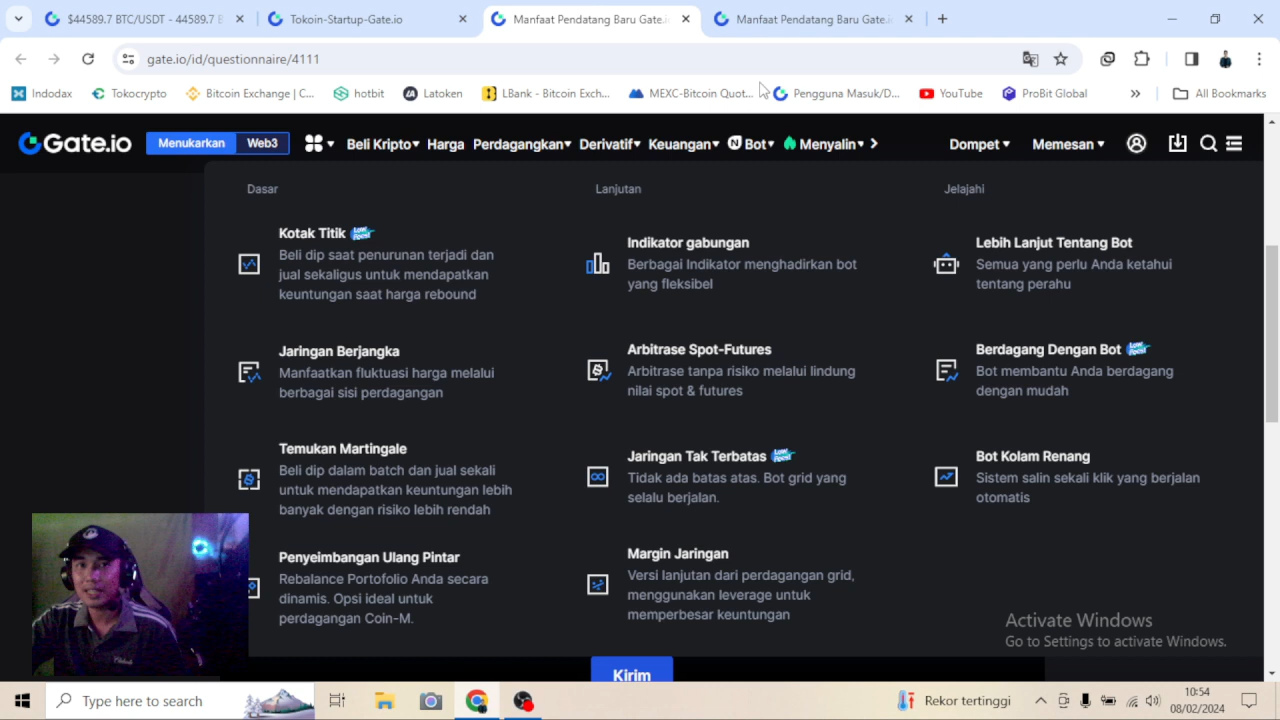 $44589.7 BTC/USDT - 44589.7 B
Tokoin-Startup-Gate.io
Manfaat Pendatang Baru Gate.i
Manfaat Pendatang Baru Gate.i
gate.io/id/questionnaire/4111
Indodax
Tokocrypto
Bitcoin Exchange | C...
hotbit
Latoken
LBank - Bitcoin Exch...
MEXC-Bitcoin Quot...
Pengguna Masuk/D...
YouTube
ProBit Global
All Bookmarks
Gate.io
Menukarkan
Web3
Beli Kripto
Harga
Perdagangan
Derivatif
Keuangan
Bot
Menyalin
Dompet
Memesan
Dasar
Kotak Titik
Beli dip saat penurunan terjadi dan
jual sekaligus untuk mendapatkan
keuntungan saat harga rebound
Jaringan Berjangka
Manfaatkan fluktuasi harga melalui
berbagai sisi perdagangan
Temukan Martingale
Beli dip dalam batch dan jual sekali
untuk mendapatkan keuntungan lebih
banyak dengan risiko lebih rendah
Penyeimbangan Ulang Pintar
Rebalance Portofolio Anda secara
dinamis. Opsi ideal untuk
perdagangan Coin-M.
Lanjutan
Indikator gabungan
Berbagai Indikator menghadirkan bot
yang fleksibel
Arbitrase Spot-Futures
Arbitrase tanpa risiko melalui lindung
nilai spot & futures
Jaringan Tak Terbatas
Tidak ada batas atas. Bot grid yang
selalu berjalan.
Margin Jaringan
Versi lanjutan dari perdagangan grid,
menggunakan leverage untuk
memperbesar keuntungan
Jelajahi
Lebih Lanjut Tentang Bot
Semua yang perlu Anda ketahui
tentang perahu
Berdagang Dengan Bot
Bot membantu Anda berdagang
dengan mudah
Bot Kolam Renang
Sistem salin sekali klik yang berjalan
otomatis
Kirim
Activate Windows
Go to Settings to activate Windows.
Type here to search
Rekor tertinggi
10:54
08/02/2024